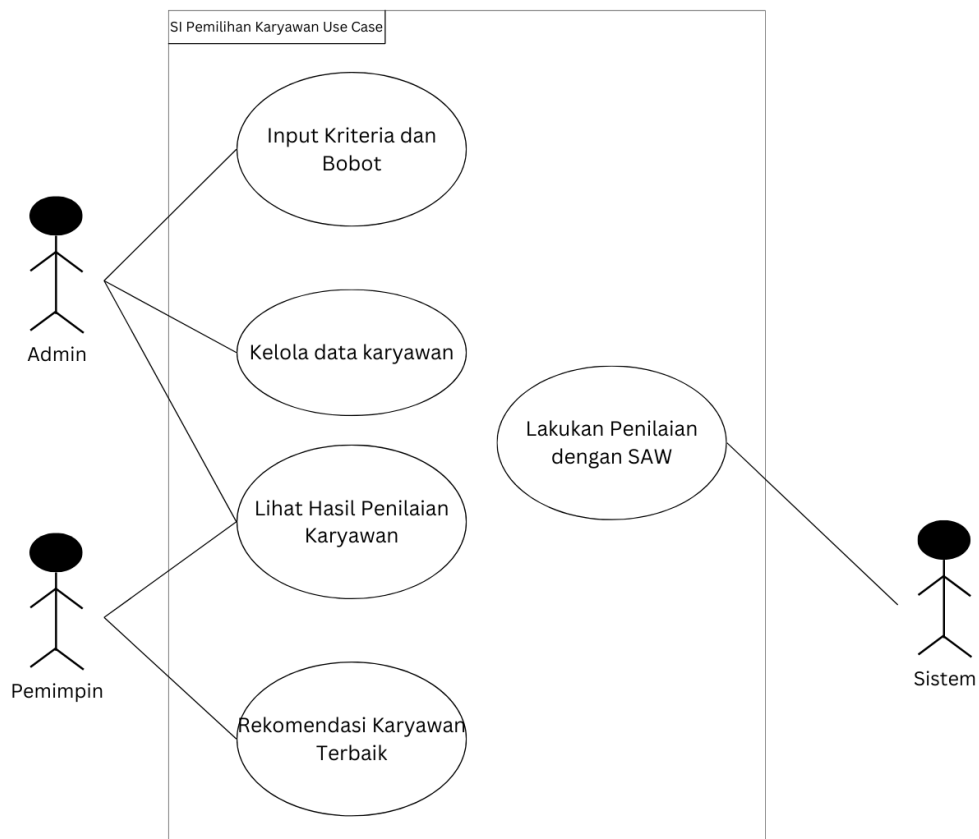 SI Pemilihan Karyawan Use Case
Input Kriteria dan
Bobot
Admin
Kelola data karyawan
Lakukan Penilaian
dengan SAW
Lihat Hasil Penilaian
Karyawan
Pemimpin
Sistem
Rekomendasi Karyawan
Terbaik